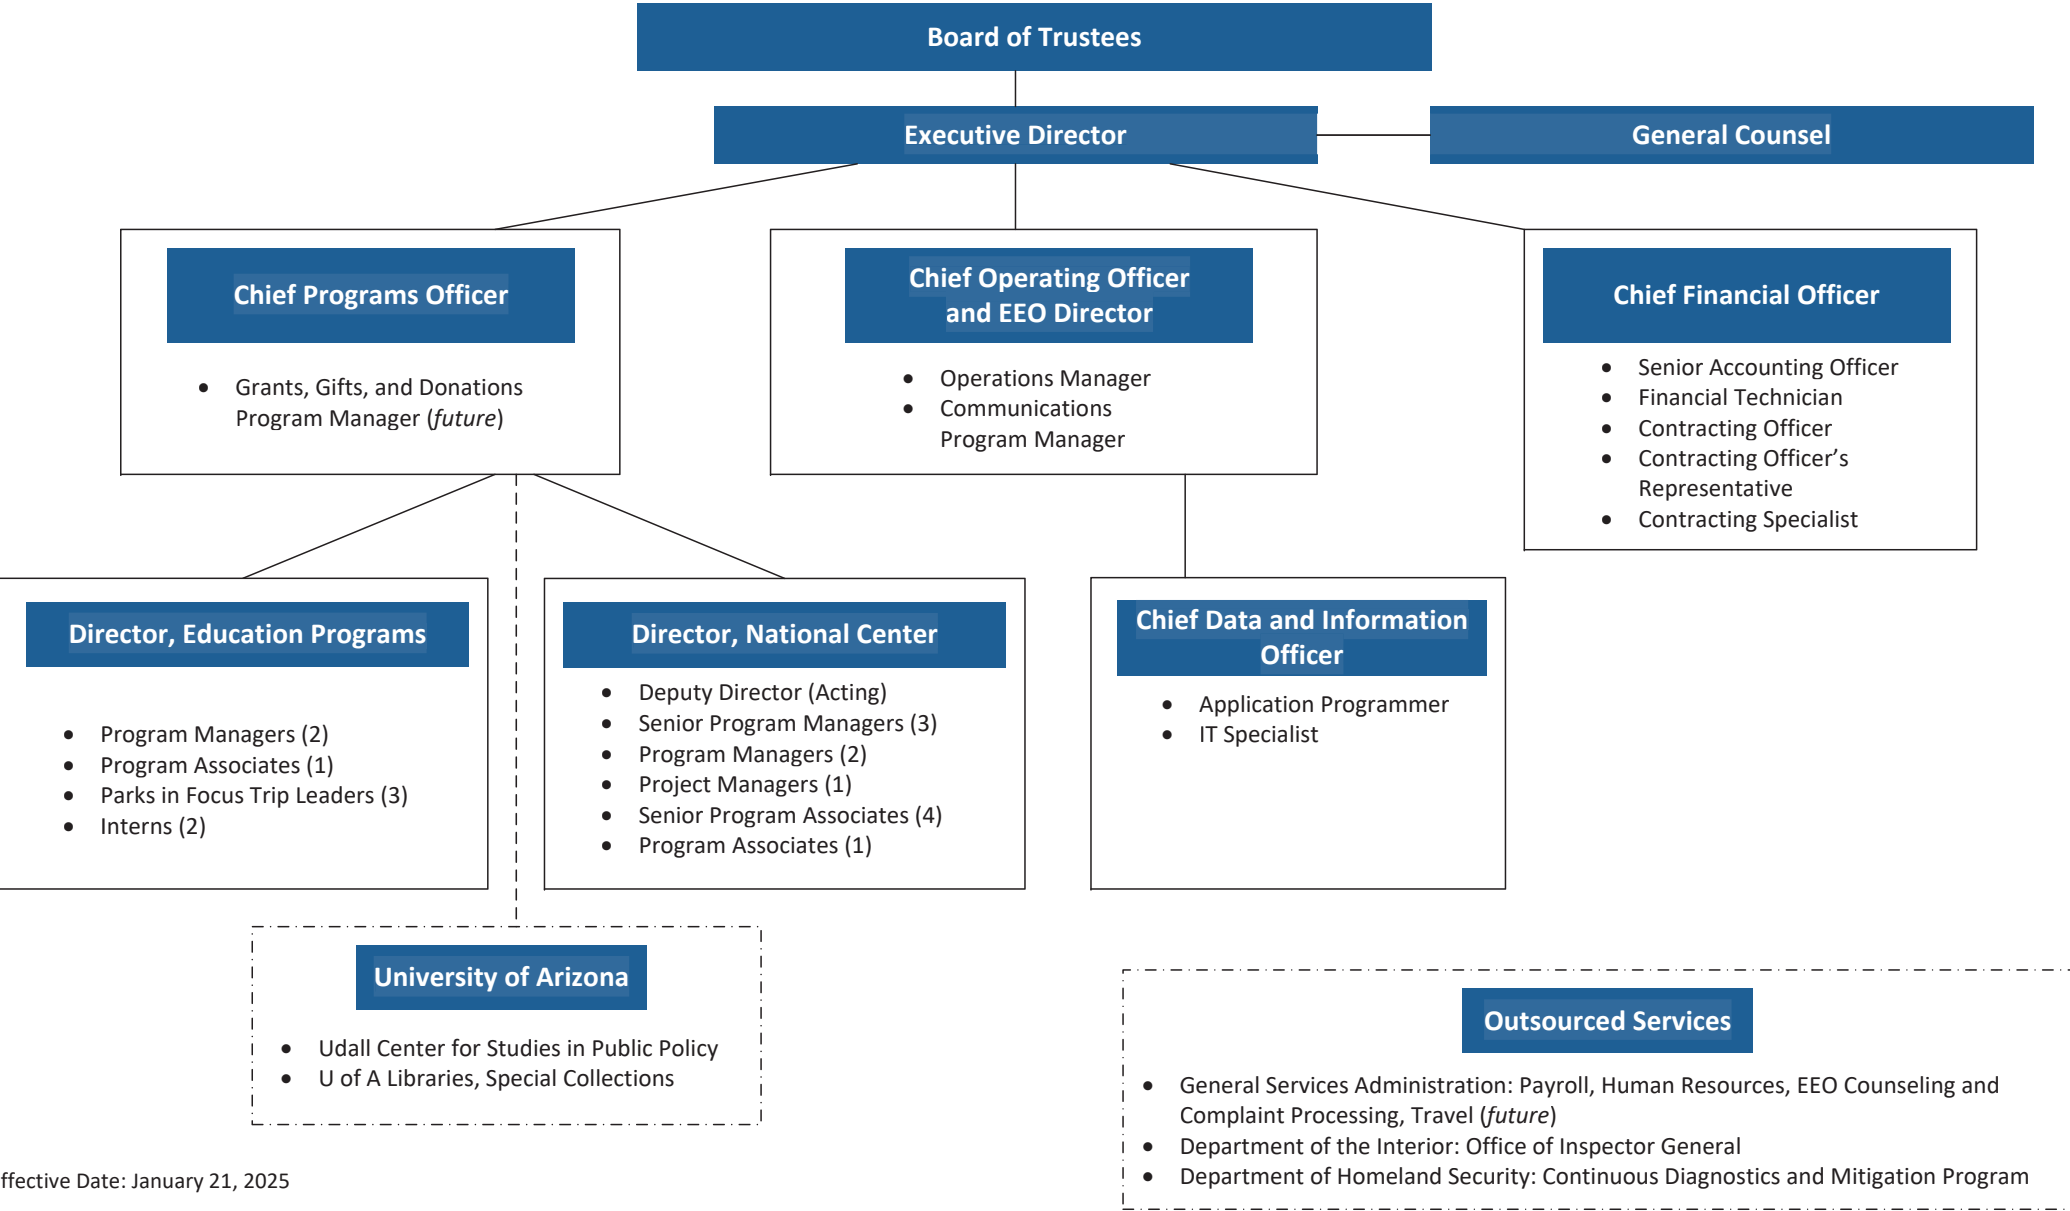 Board of Trustees
Executive Director
General Counsel
Chief Programs Officer
• Grants, Gifts, and Donations
Program Manager (future)
Chief Operating Officer
and EEO Director
• Operations Manager
• Communications
Program Manager
Chief Financial Officer
• Senior Accounting Officer
• Financial Technician
• Contracting Officer
• Contracting Officer’s
Representative
• Contracting Specialist
Director, Education Programs
• Program Managers (2)
• Program Associates (1)
• Parks in Focus Trip Leaders (3)
• Interns (2)
Director, National Center
• Deputy Director (Acting)
• Senior Program Managers (3)
• Program Managers (2)
• Project Managers (1)
• Senior Program Associates (4)
• Program Associates (1)
Chief Data and Information
Officer
• Application Programmer
• IT Specialist
University of Arizona
• Udall Center for Studies in Public Policy
• U of A Libraries, Special Collections
Outsourced Services
• General Services Administration: Payroll, Human Resources, EEO Counseling and
Complaint Processing, Travel (future)
• Department of the Interior: Office of Inspector General
• Department of Homeland Security: Continuous Diagnostics and Mitigation Program
ffective Date: January 21, 2025